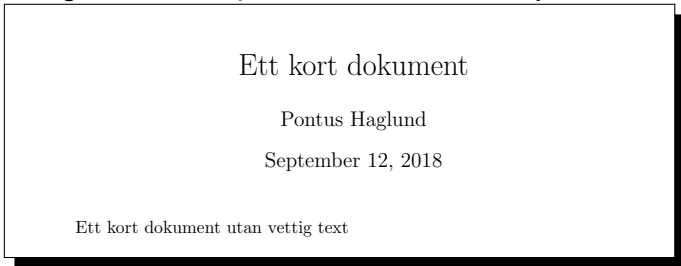 Ett kort dokument
Pontus Haglund
September 12, 2018
Ett kort dokument utan vettig text